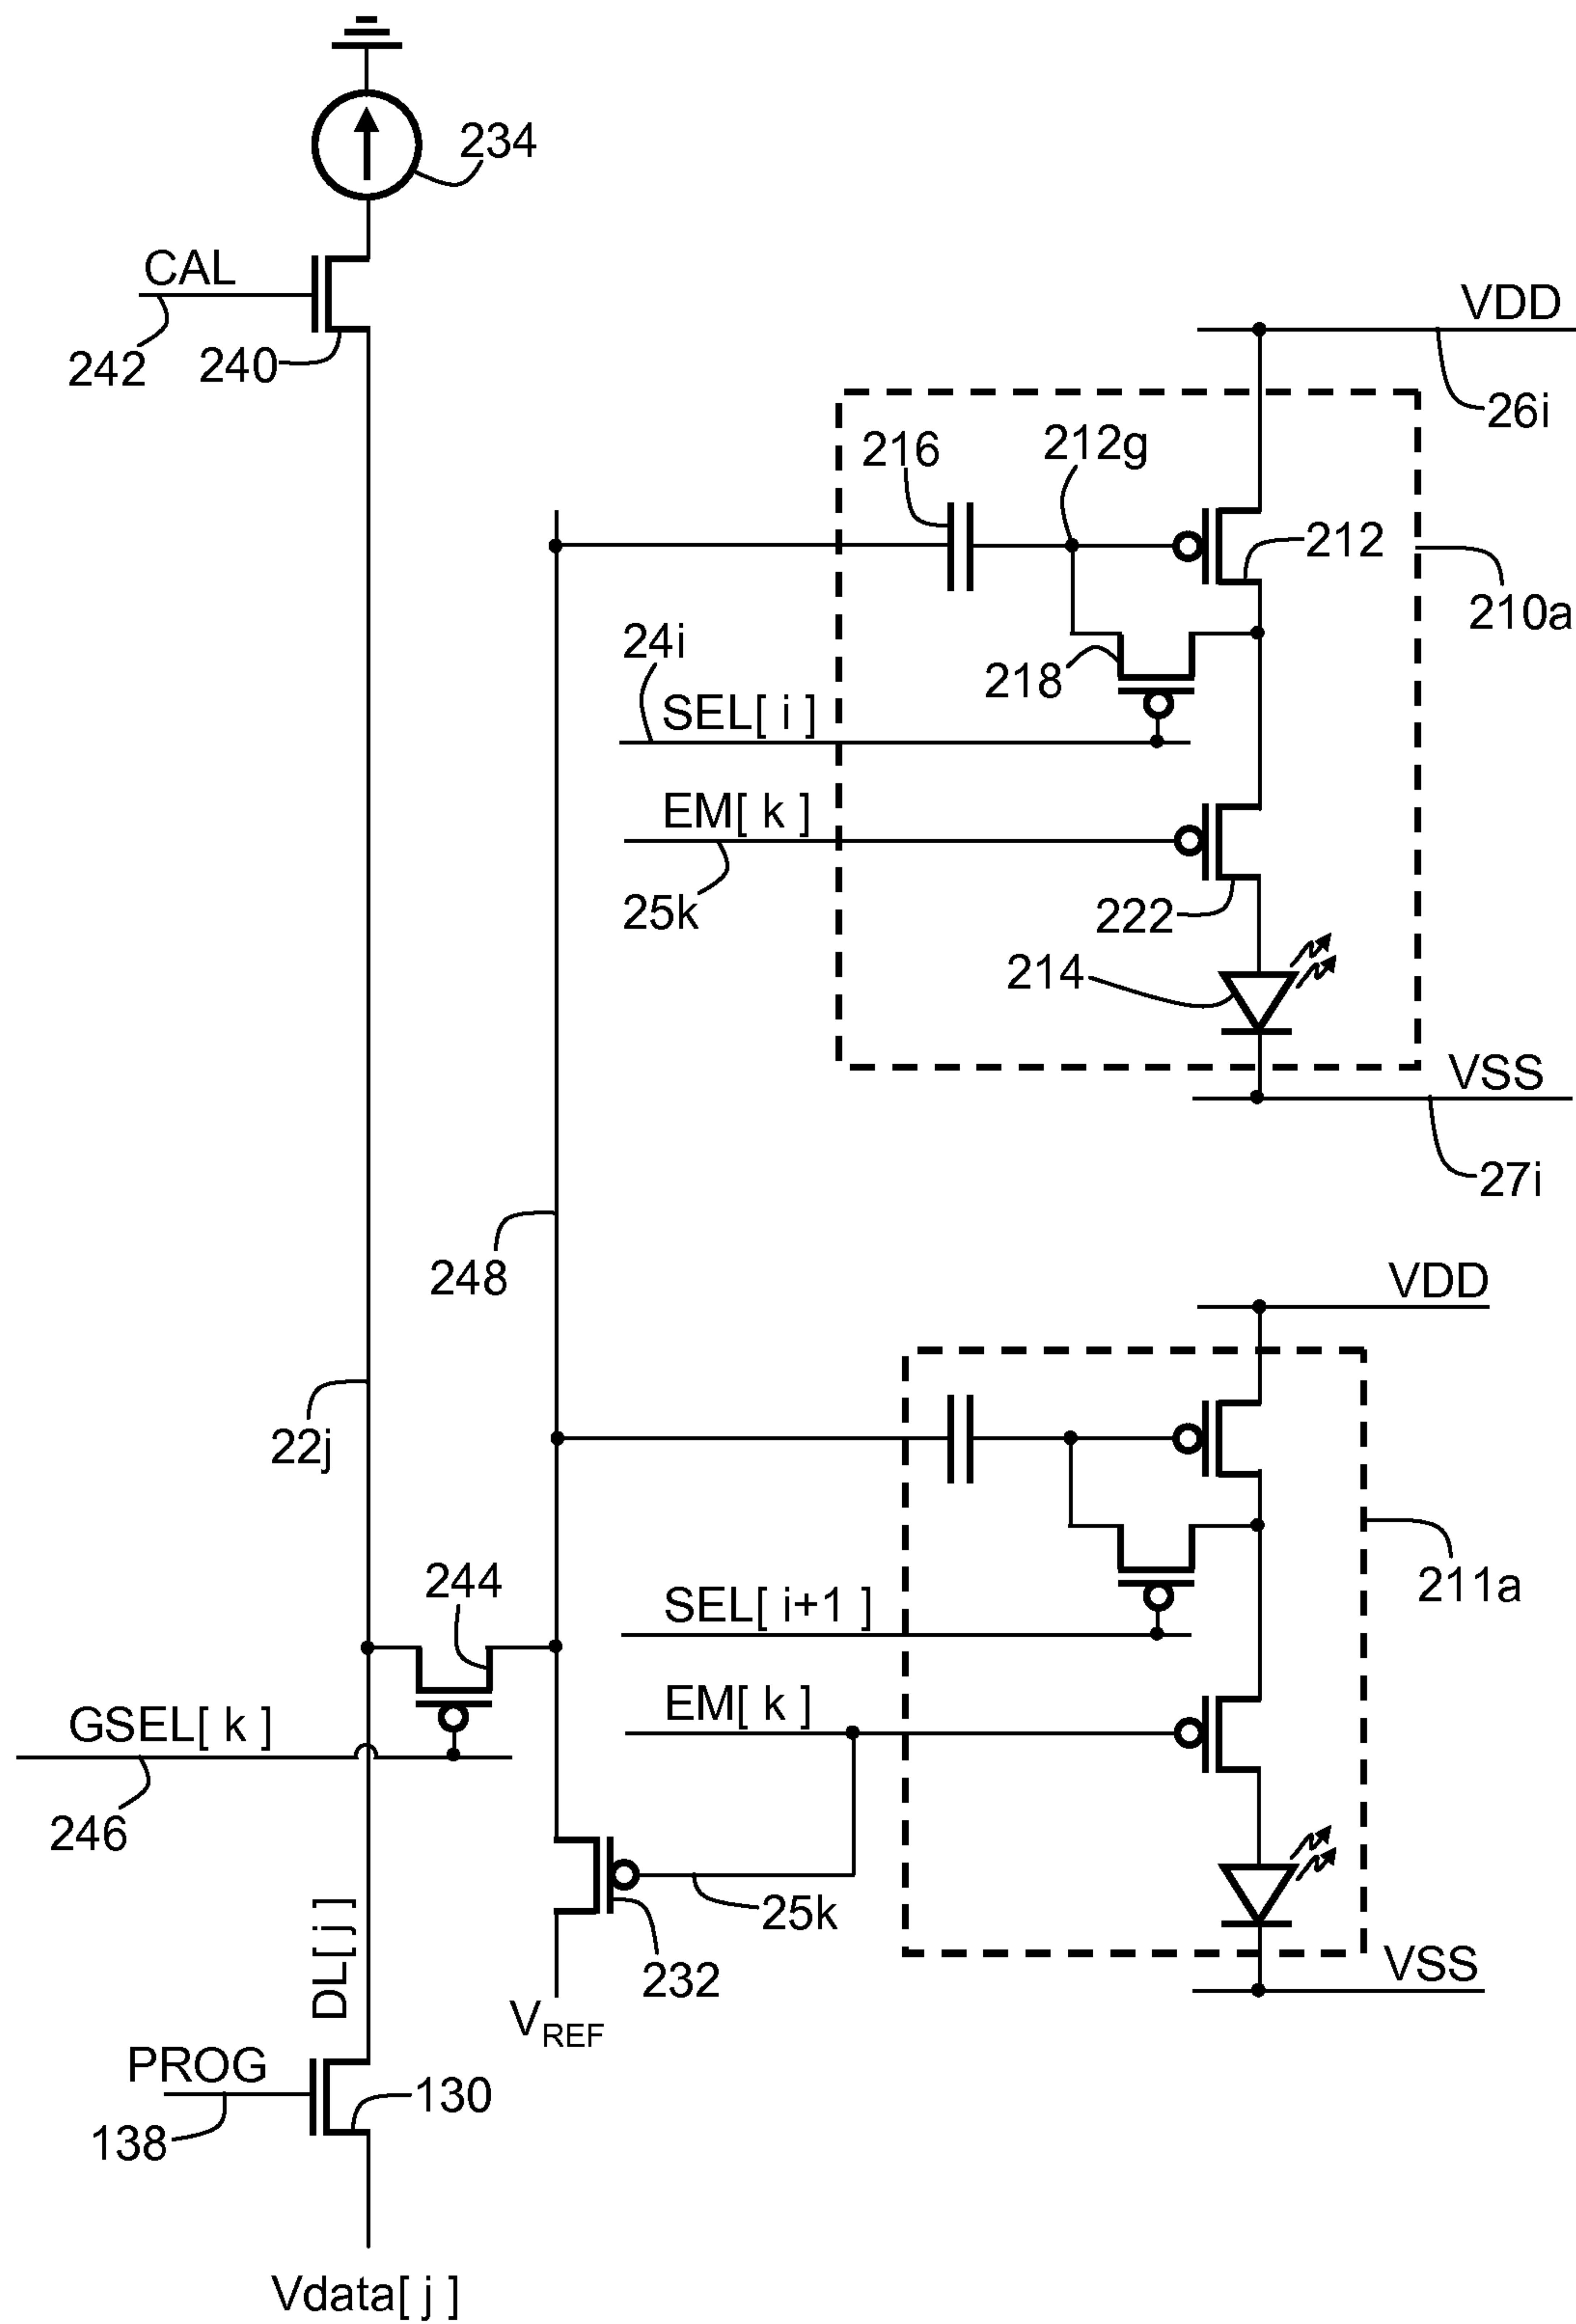 234
CAL
242
240
VDD
26i
216
212g
212
210a
24i
218
SEL[ i ]
EM[ k ]
25k
222
214
VSS
27i
248
VDD
22j
244
211a
SEL[ i+1 ]
GSEL[ k ]
EM[ k ]
246
25k
DL[ j ]
232
VSS
VREF
PROG
130
138
Vdata[ j ]